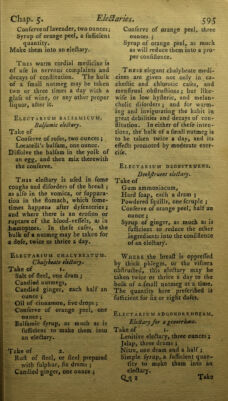 Chap. 5.
Electaries.
595
Conserve of lavender, two ounces;
Syrup of orange peel, a sufficient
quantity.
Make them into an electary.
This warm cordial medicine is
of use in nervous complaints and
decays of constitution. The bulk
of a small nutmeg may be taken
two or three times a day with a
glass of wine, or any other proper
liquor, after it.
Electarium Balsamicum.
Balsamic electary.
Take of
Conserve of roses, two ounces;
Locatelli's balsam, one ounce.
Dissolve the balsam in the yolk of
an egg, and then mix therewith
the conserve.
This electary is used in some
coughs and disorders of the breast;
as also in the vomica, or suppura-
tion in the stomach, which some-
times happens after dysenteries;
and where there is an erosion or
rupture of the blood-vessels, as in
hæmoptoes. In these cases, the
bulk of a nutmeg may be taken for
a dose, twice or thrice a day.
Electarium Chalybeatum.
Chalybeate electary.
Take of 1.
Salt of steel, one dram;
Candied nutmegs,
Candied ginger, each half an
ounce;
Oil of cinnamon, five drops;
Conserve of orange peel, one
ounce;
Balsamic syrup, as much as is
sufficient to make them into
an electary.
Take of 2.
Rust of steel, or steel prepared
with sulphur, six drams;
Candied ginger, one ounce;
Conserve of orange peel, three
ounces;
Syrup of orange peel, as much
as will reduce them into a pro-
per consistence.
These elegant chalybeate medi-
cines are given not only in ca-
chectic and chlorotic cases, and
menstrual obstructions; but like-
wise in low hysteric, and melan-
cholic disorders; and for warm-
ing and invigorating the habit in
great debilities and decays of con-
stitution. In either of these inten-
tions, the bulk of a small nutmeg is
to be taken twice a day, and its
effects promoted by moderate exer-
cise.
Electarium Deobstruens.
Deobstruent electary.
Take of
Gum ammoniacum,
Hard soap, each a dram;
Powdered squills, one scruple;
Conserve of orange peel, half an
ounce;
Syrup of ginger, as much as is
sufficient to reduce the other
ingredients into the consistence
of an electary.
Where the breast is oppressed
by thick phlegm, or the viscera
obstructed, this electary may be
taken twice or thrice a day to the
bulk of a small nutmeg at a time.
The quantity here prescribed is
sufficient for six or eight doses.
Electarium ad Gonorrhœam.
Electary for a gonorrhœa.
Take of 1.
Lenitive electary, three ounces;
Jalap, three drams;
Nitre, one dram and a half;
Simple syrup, a sufficient quan-
tity to make them into an
electary.
Q q 2
Take